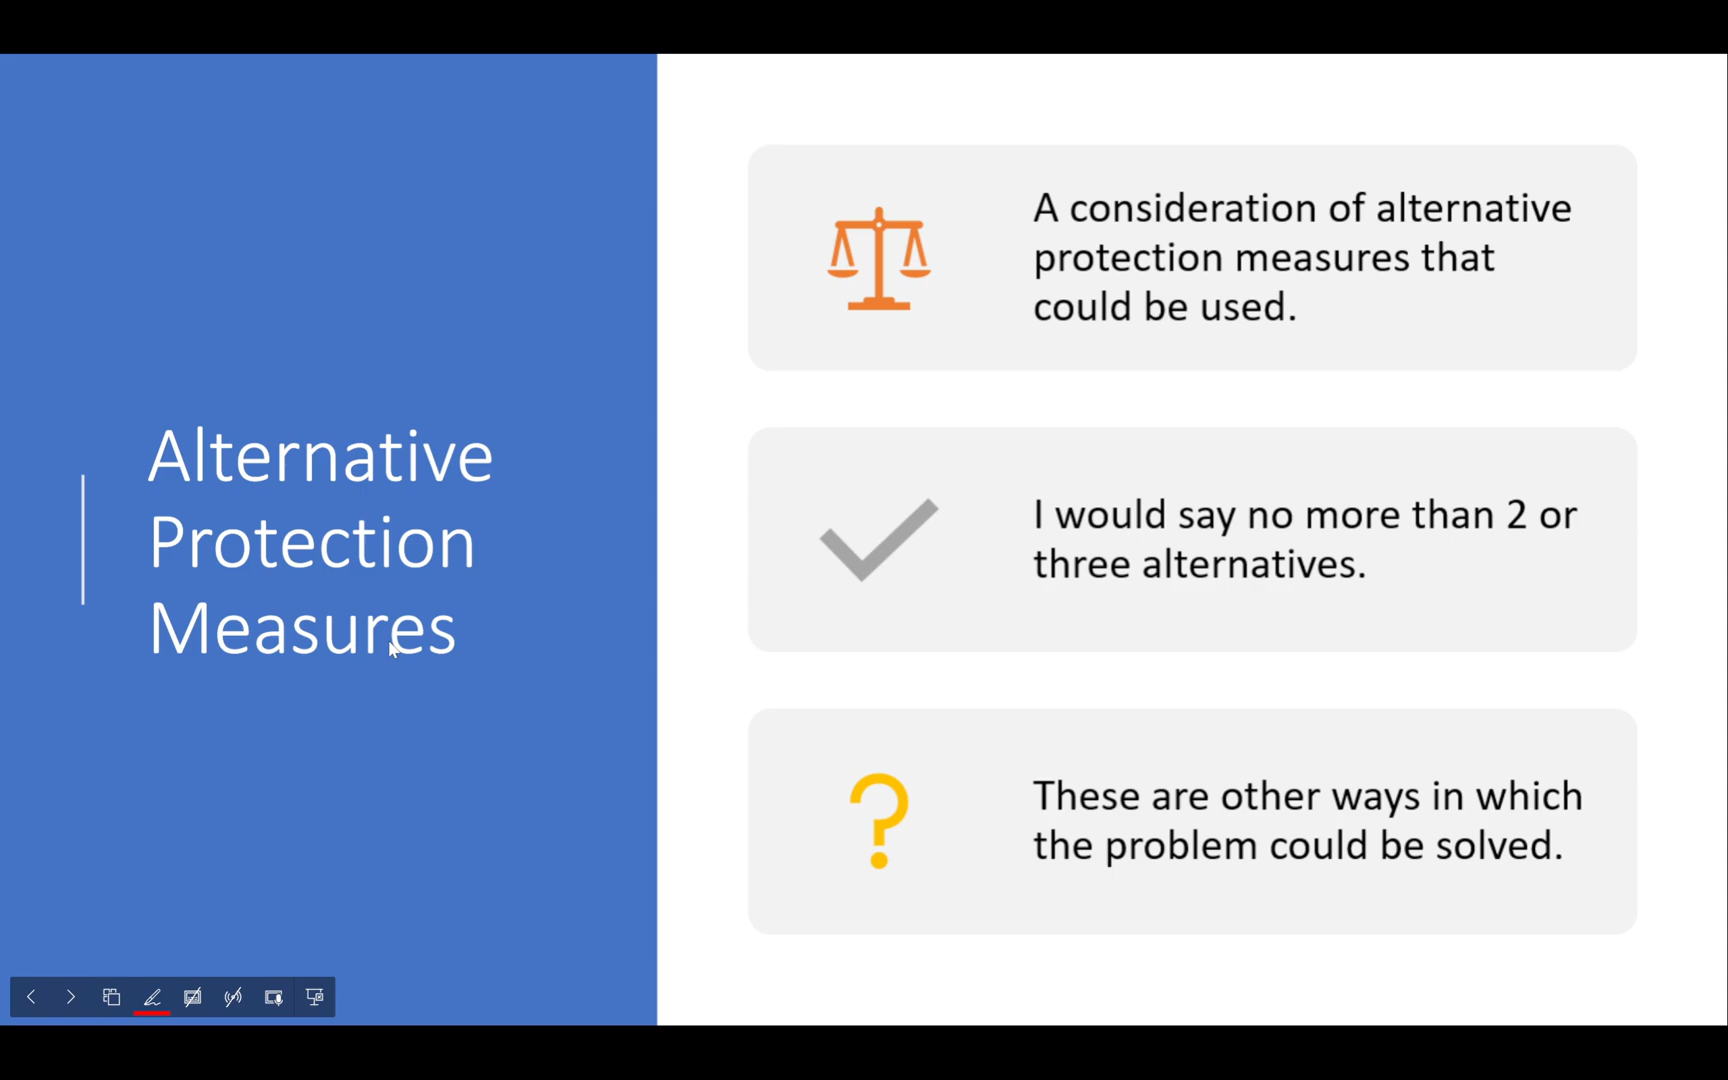 Alternative
Protection
Measures
A consideration of alternative
protection measures that
could be used.
I would say no more than 2 or
three alternatives.
These are other ways in which
the problem could be solved.